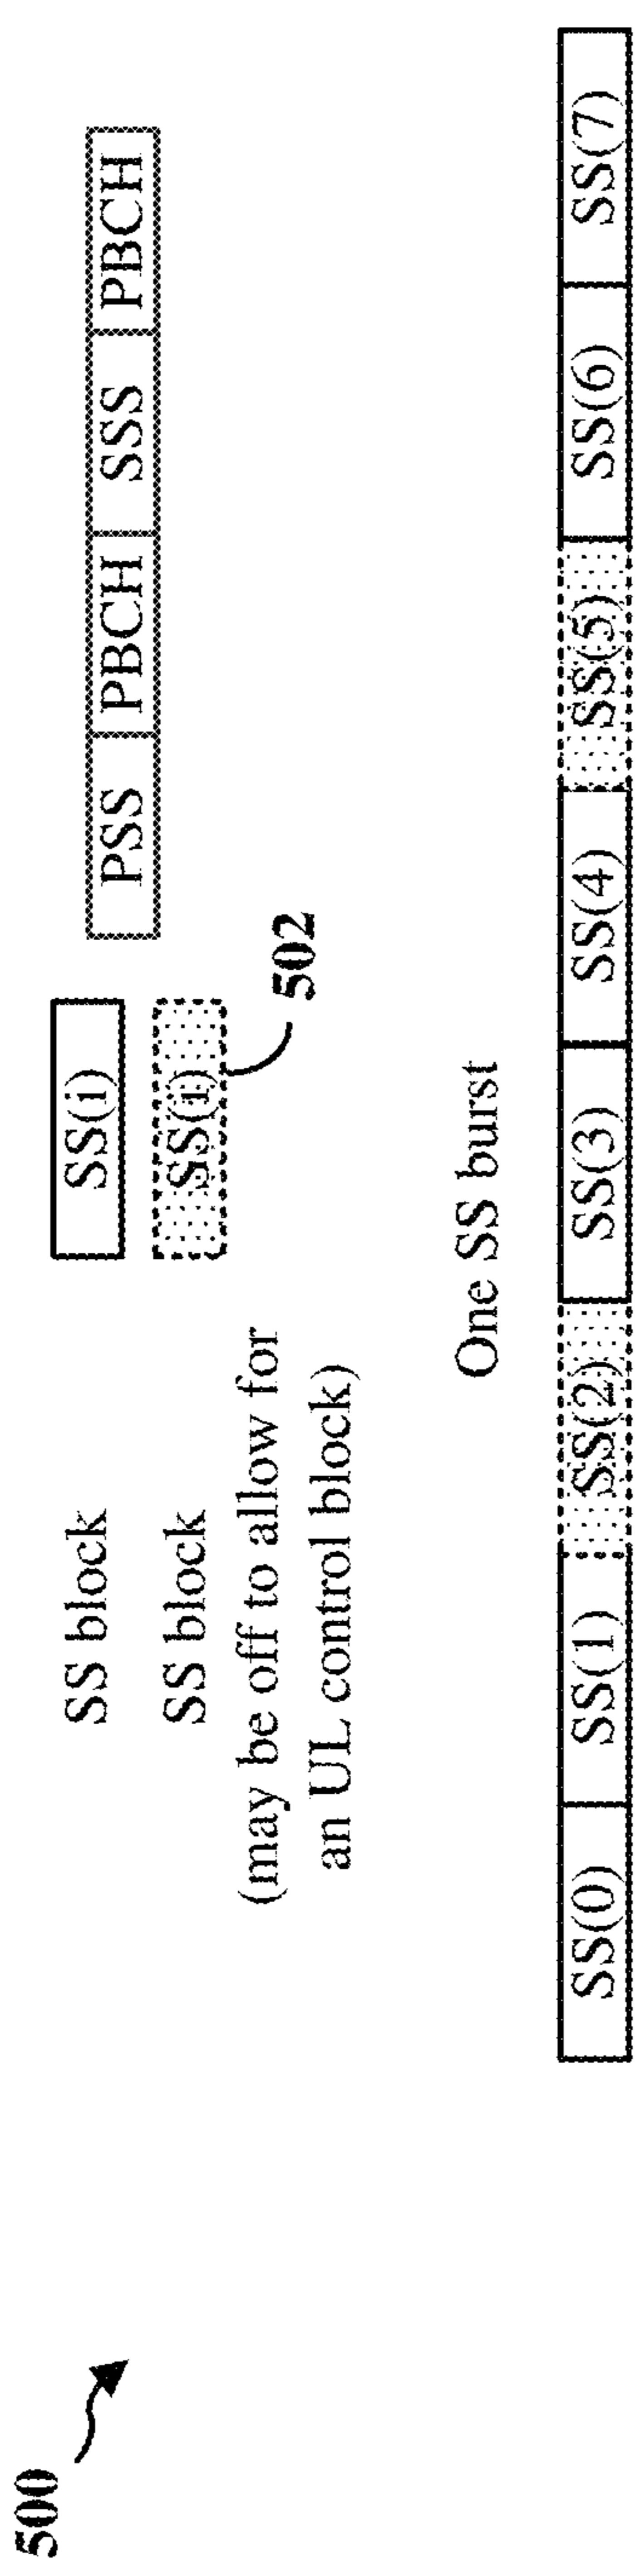 500
SS block
SS(i)
PSS PBCH SSS PBCH
SS block
SS(i)
502
(may be off to allow for
an UL control block)
One SS burst
SS(0) SS(1) SS(2) SS(3) SS(4) SS(5) SS(6) SS(7)